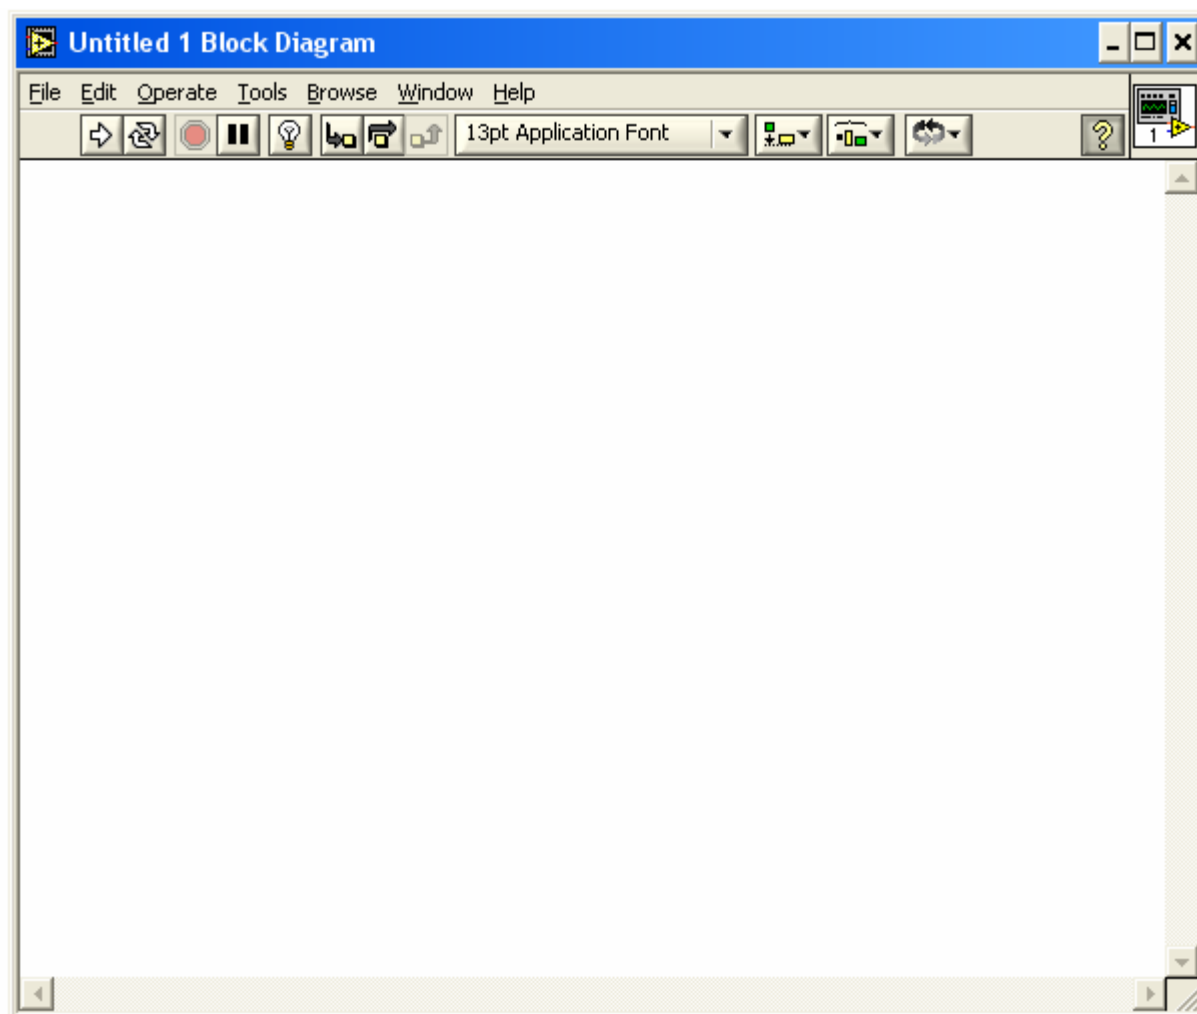 Untitled 1 Block Diagram
File Edit Operate Tools Browse Window Help
13pt Application Font
?
1